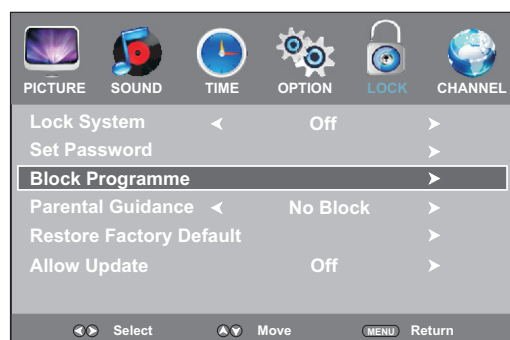 PICTURE SOUND TIME OPTION LOCK CHANNEL
Lock System Off
Set Password
Block Programme
Parental Guidance No Block
Restore Factory Default
Allow Update Off
Select Move MENU Return